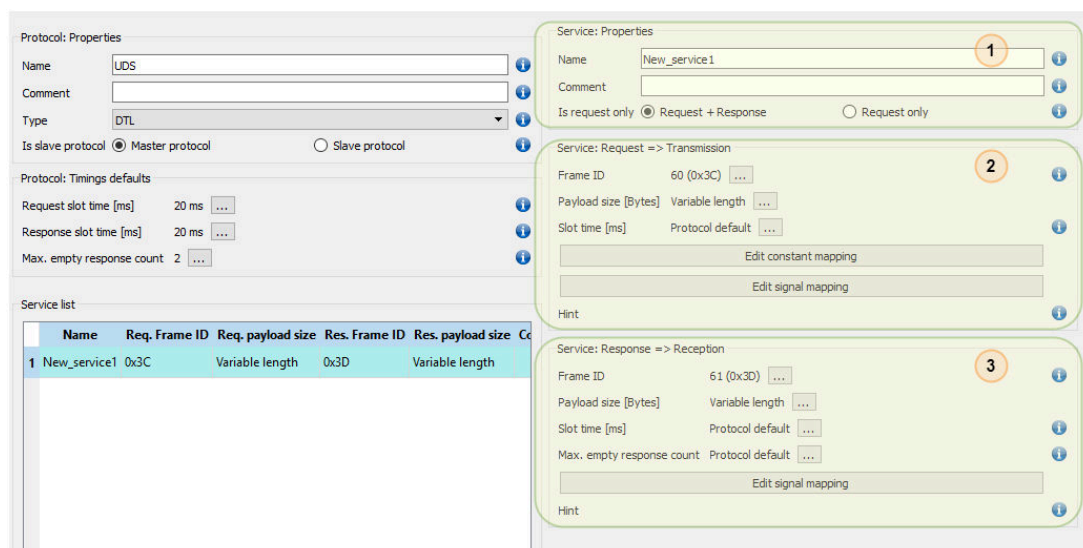 Protocol: Properties
Name UDS
Comment
Type DTL
Is slave protocol Master protocol Slave protocol
Protocol: Timings defaults
Request slot time [ms] 20 ms ...
Response slot time [ms] 20 ms ...
Max. empty response count 2 ...
Service list
Name Req. Frame ID Req. payload size Res. Frame ID Res. payload size Co
1 New_service1 0x3C Variable length 0x3D Variable length
Service: Properties
1
Name New_service1
Comment
Is request only Request + Response Request only
Service: Request => Transmission
2
Frame ID 60 (0x3C) ...
Payload size [Bytes] Variable length ...
Slot time [ms] Protocol default ...
Edit constant mapping
Edit signal mapping
Hint
Service: Response => Reception
3
Frame ID 61 (0x3D) ...
Payload size [Bytes] Variable length ...
Slot time [ms] Protocol default ...
Max. empty response count Protocol default ...
Edit signal mapping
Hint